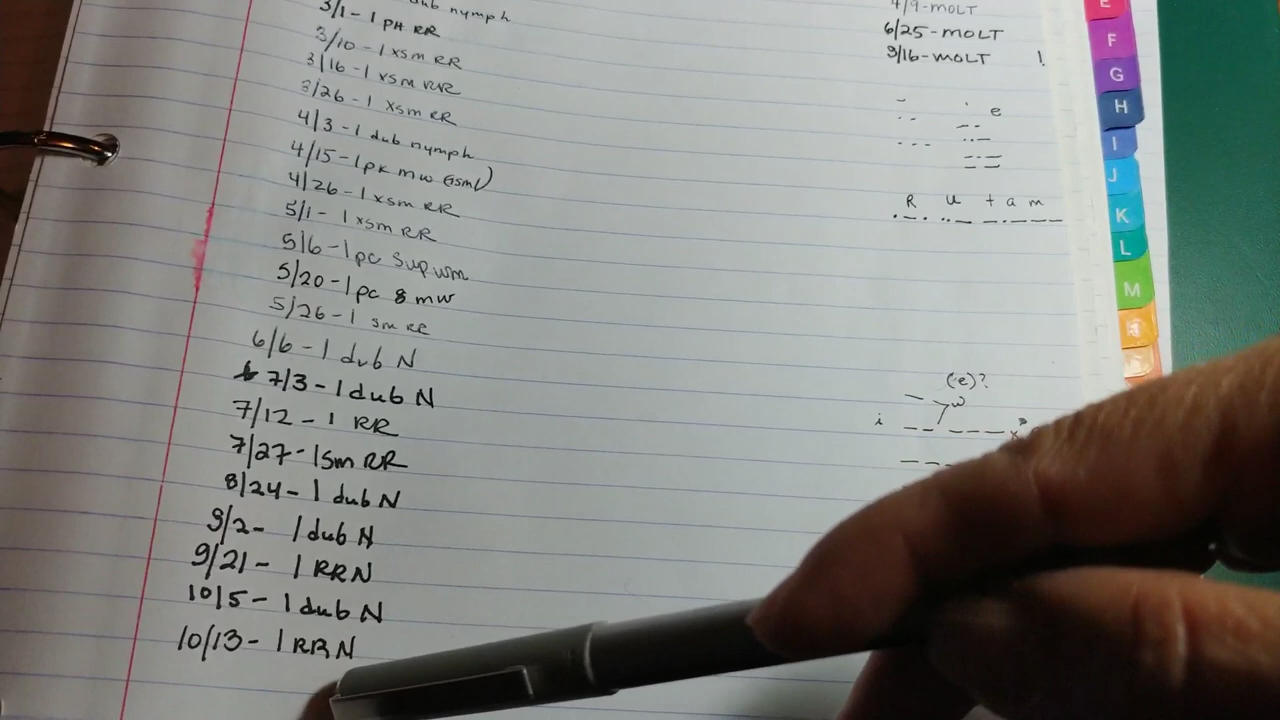 dub nymph
3/1 - 1 PH RR
3/10 - 1 xsm RR
3/16 - 1 xsm RR
3/26 - 1 xsm RR
4/3 - 1 dub nymph
4/15 - 1 pk mw
4/26 - 1 xsm RR
5/1 - 1 xsm RR
5/6 - 1 pc Sup wm
5/20 - 1 pc 8 mw
5/26 - 1 sm RR
6/6 - 1 dub N
7/3 - 1 dub N
7/12 - 1 RR
7/27 - 1 sm RR
8/24 - 1 dub N
9/2 - 1 dub N
9/21 - 1 RRN
10/5 - 1 dub N
10/13 - 1 RRN
4/9 - MOLT
6/25 - MOLT
9/16 - MOLT !
e
R u t a m
(e)?
w
i
E
F
G
H
I
J
K
L
M